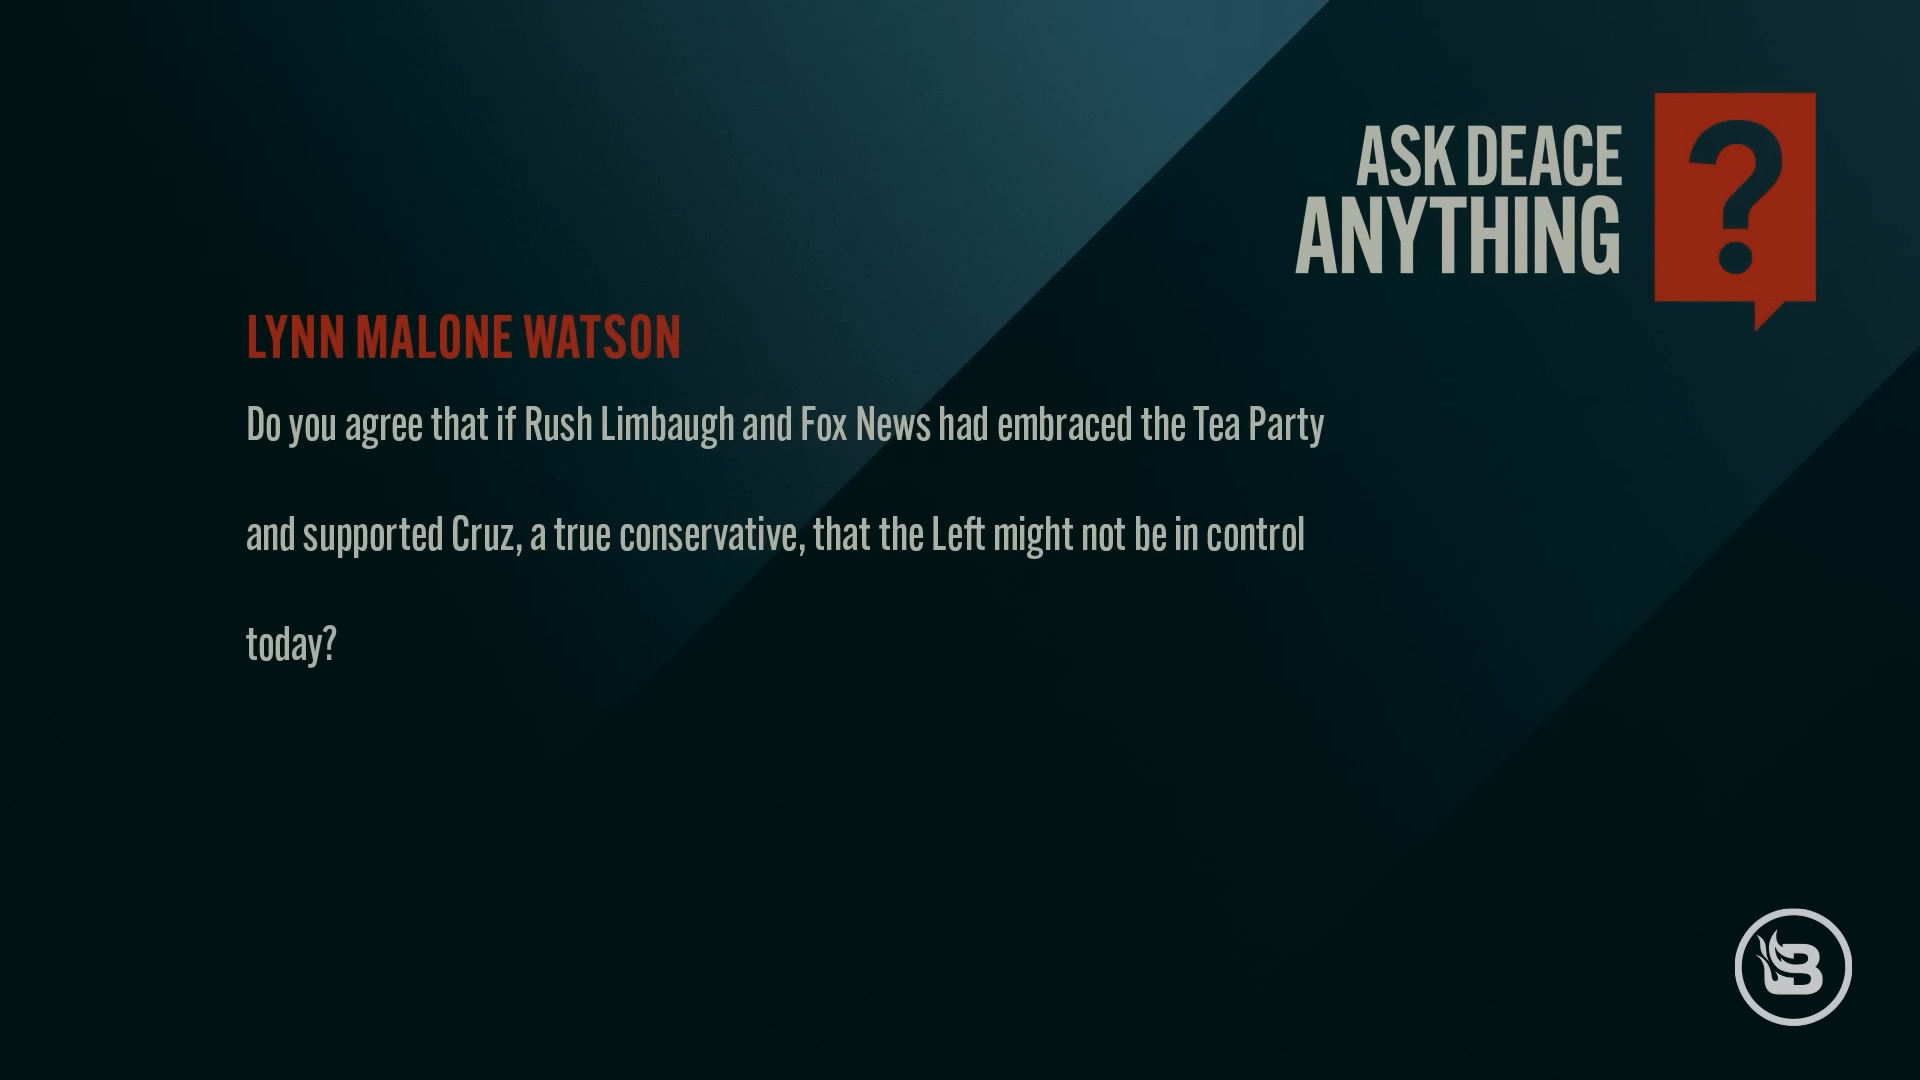 ASK DEACE
ANYTHING
?
LYNN MALONE WATSON
Do you agree that if Rush Limbaugh and Fox News had embraced the Tea Party
and supported Cruz, a true conservative, that the Left might not be in control
today?
B